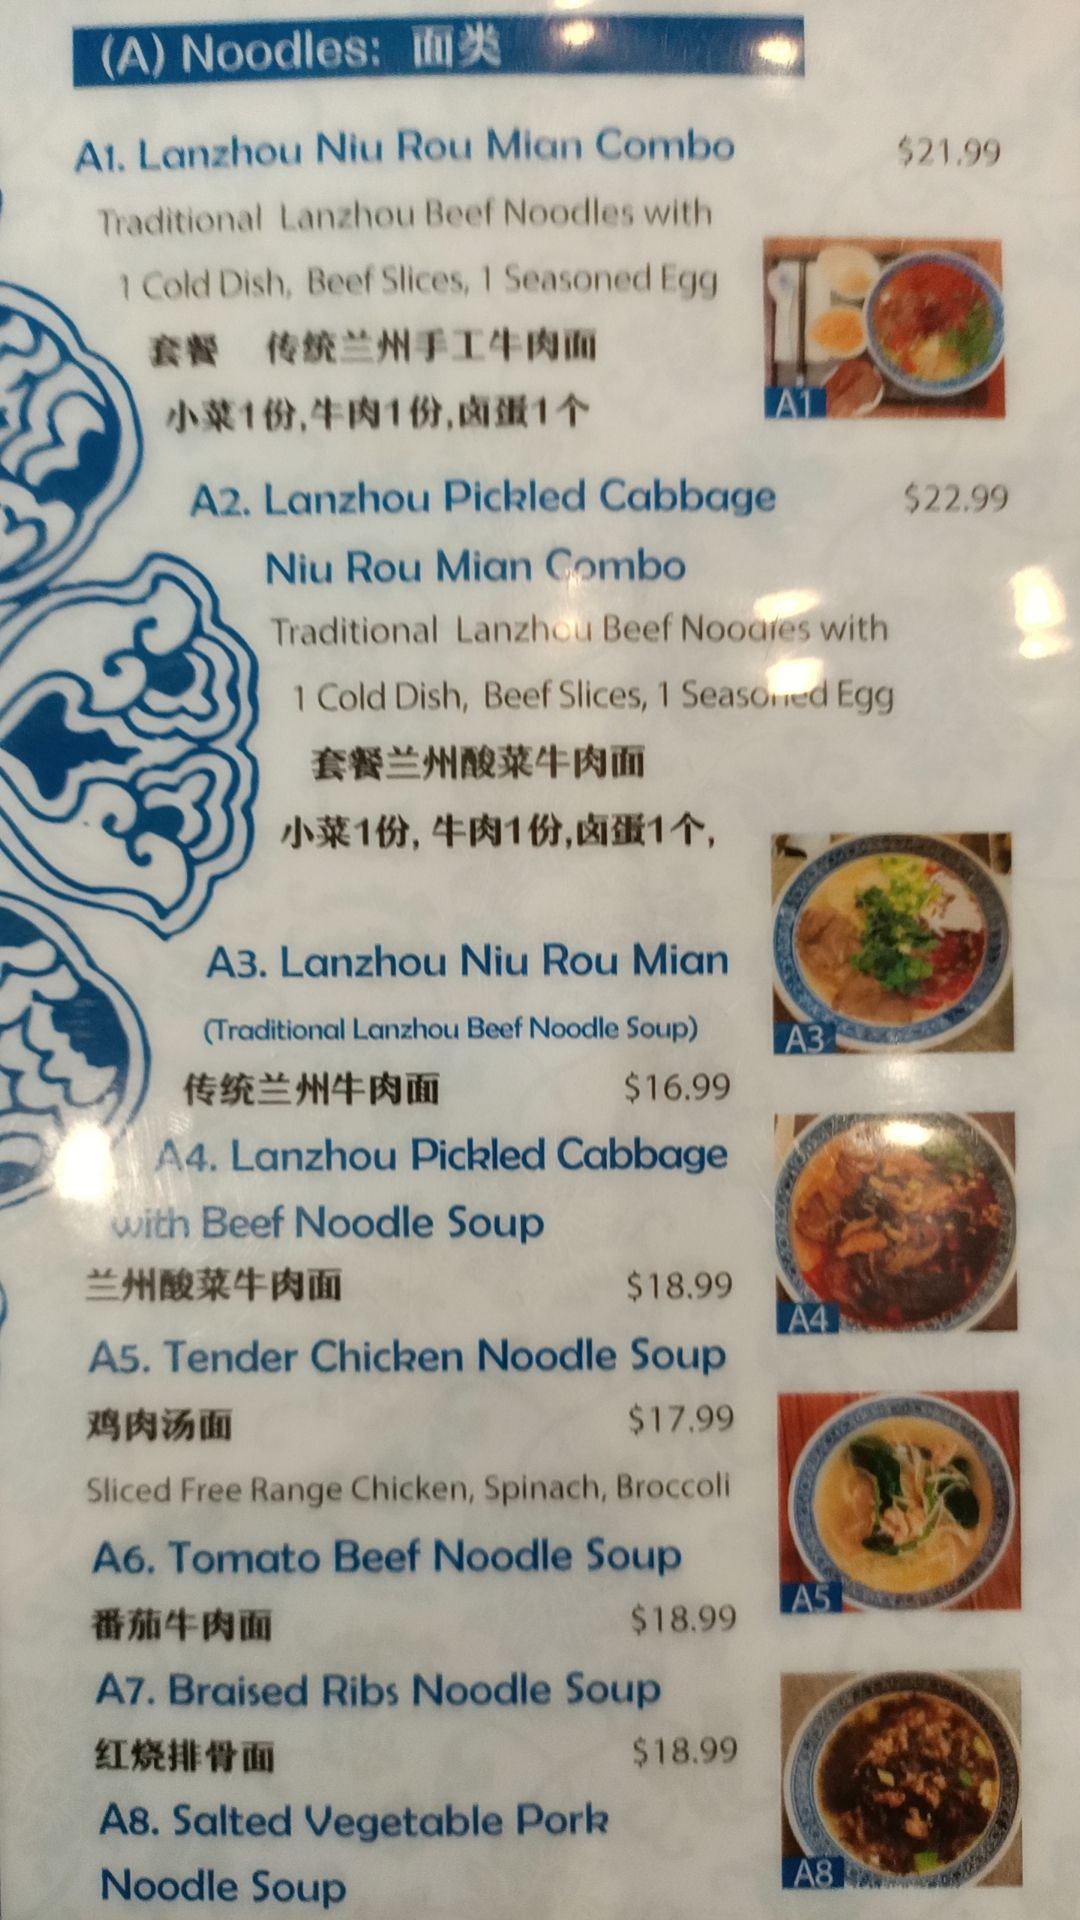 (A) Noodles: 面类
A1. Lanzhou Niu Rou Mian Combo $21.99
Traditional Lanzhou Beef Noodles with
1 Cold Dish, Beef Slices, 1 Seasoned Egg
套餐 传统兰州手工牛肉面
小菜1份,牛肉1份,卤蛋1个
A1
A2. Lanzhou Pickled Cabbage $22.99
Niu Rou Mian Combo
Traditional Lanzhou Beef Noodles with
1 Cold Dish, Beef Slices, 1 Seasoned Egg
套餐兰州酸菜牛肉面
小菜1份, 牛肉1份,卤蛋1个,
A3. Lanzhou Niu Rou Mian
(Traditional Lanzhou Beef Noodle Soup)
A3
传统兰州牛肉面 $16.99
A4. Lanzhou Pickled Cabbage
with Beef Noodle Soup
兰州酸菜牛肉面 $18.99
A4
A5. Tender Chicken Noodle Soup
鸡肉汤面 $17.99
Sliced Free Range Chicken, Spinach, Broccoli
A5
A6. Tomato Beef Noodle Soup
番茄牛肉面 $18.99
A7. Braised Ribs Noodle Soup
红烧排骨面 $18.99
A8. Salted Vegetable Pork
Noodle Soup
A8